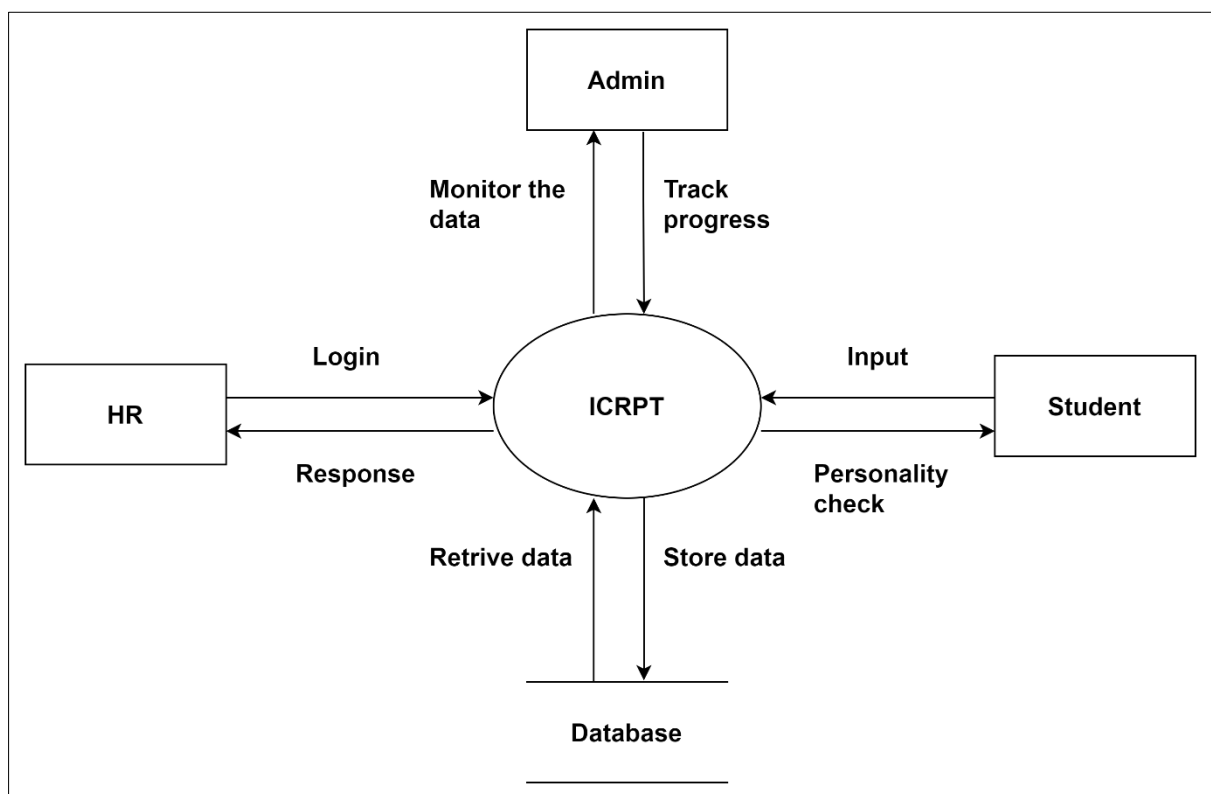 Admin
Monitor the
data
Track
progress
Login
Input
HR
ICRPT
Student
Response
Personality
check
Retrive data
Store data
Database